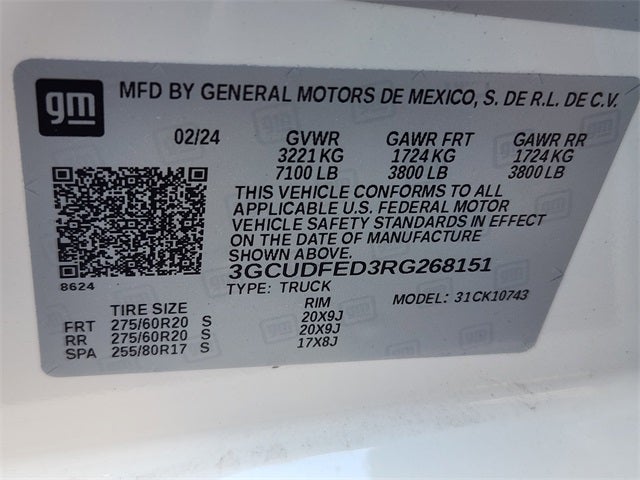 gm MFD BY GENERAL MOTORS DE MEXICO, S. DE R.L. DE C.V.
02/24 GVWR GAWR FRT GAWR RR
3221 KG 1724 KG 1724 KG
7100 LB 3800 LB 3800 LB
THIS VEHICLE CONFORMS TO ALL
APPLICABLE U.S. FEDERAL MOTOR
VEHICLE SAFETY STANDARDS IN EFFECT
ON THE DATE OF MANUFACTURE
SHOWN ABOVE.
3GCUDFED3RG268151
8624 TYPE: TRUCK MODEL: 31CK10743
TIRE SIZE RIM
FRT 275/60R20 S 20X9J
RR 275/60R20 S 20X9J
SPA 255/80R17 S 17X8J